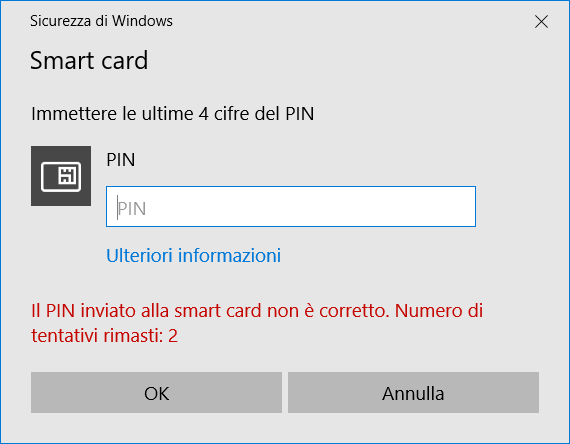 Sicurezza di Windows
Smart card
Immettere le ultime 4 cifre del PIN
PIN
PIN
Ulteriori informazioni
Il PIN inviato alla smart card non è corretto. Numero di
tentativi rimasti: 2
OK
Annulla